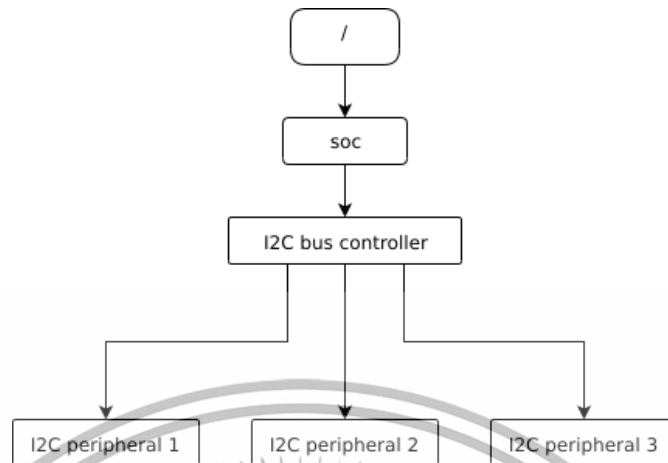 /
soc
I2C bus controller
I2C peripheral 1
I2C peripheral 2
I2C peripheral 3